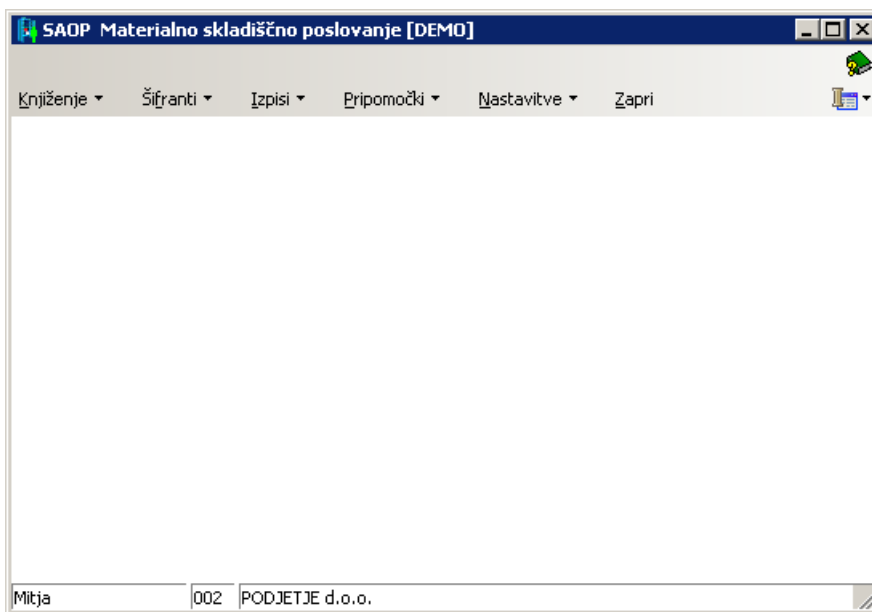 SAOP Materialno skladiščno poslovanje [DEMO]
Knjiženje Šifranti Izpisi Pripomočki Nastavitve Zapri
Mitja 002 PODJETJE d.o.o.